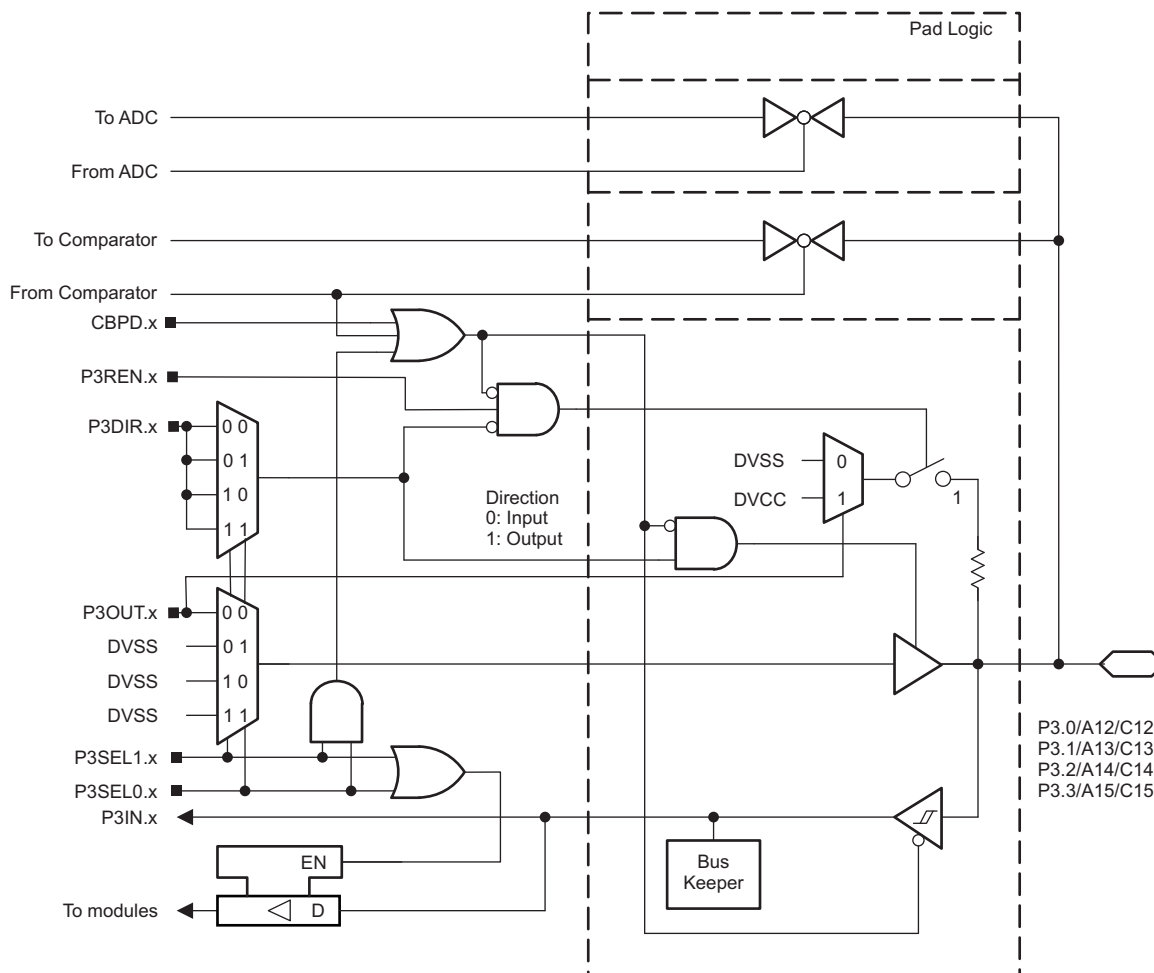 Pad Logic
To ADC
From ADC
To Comparator
From Comparator
CBPD.x
P3REN.x
P3DIR.x
0 0
0 1
1 0
1 1
Direction
0: Input
1: Output
DVSS
DVCC
0
1
1
P3OUT.x
DVSS
DVSS
DVSS
0 0
0 1
1 0
1 1
P3SEL1.x
P3SEL0.x
P3IN.x
P3.0/A12/C12
P3.1/A13/C13
P3.2/A14/C14
P3.3/A15/C15
Bus
Keeper
EN
D
To modules